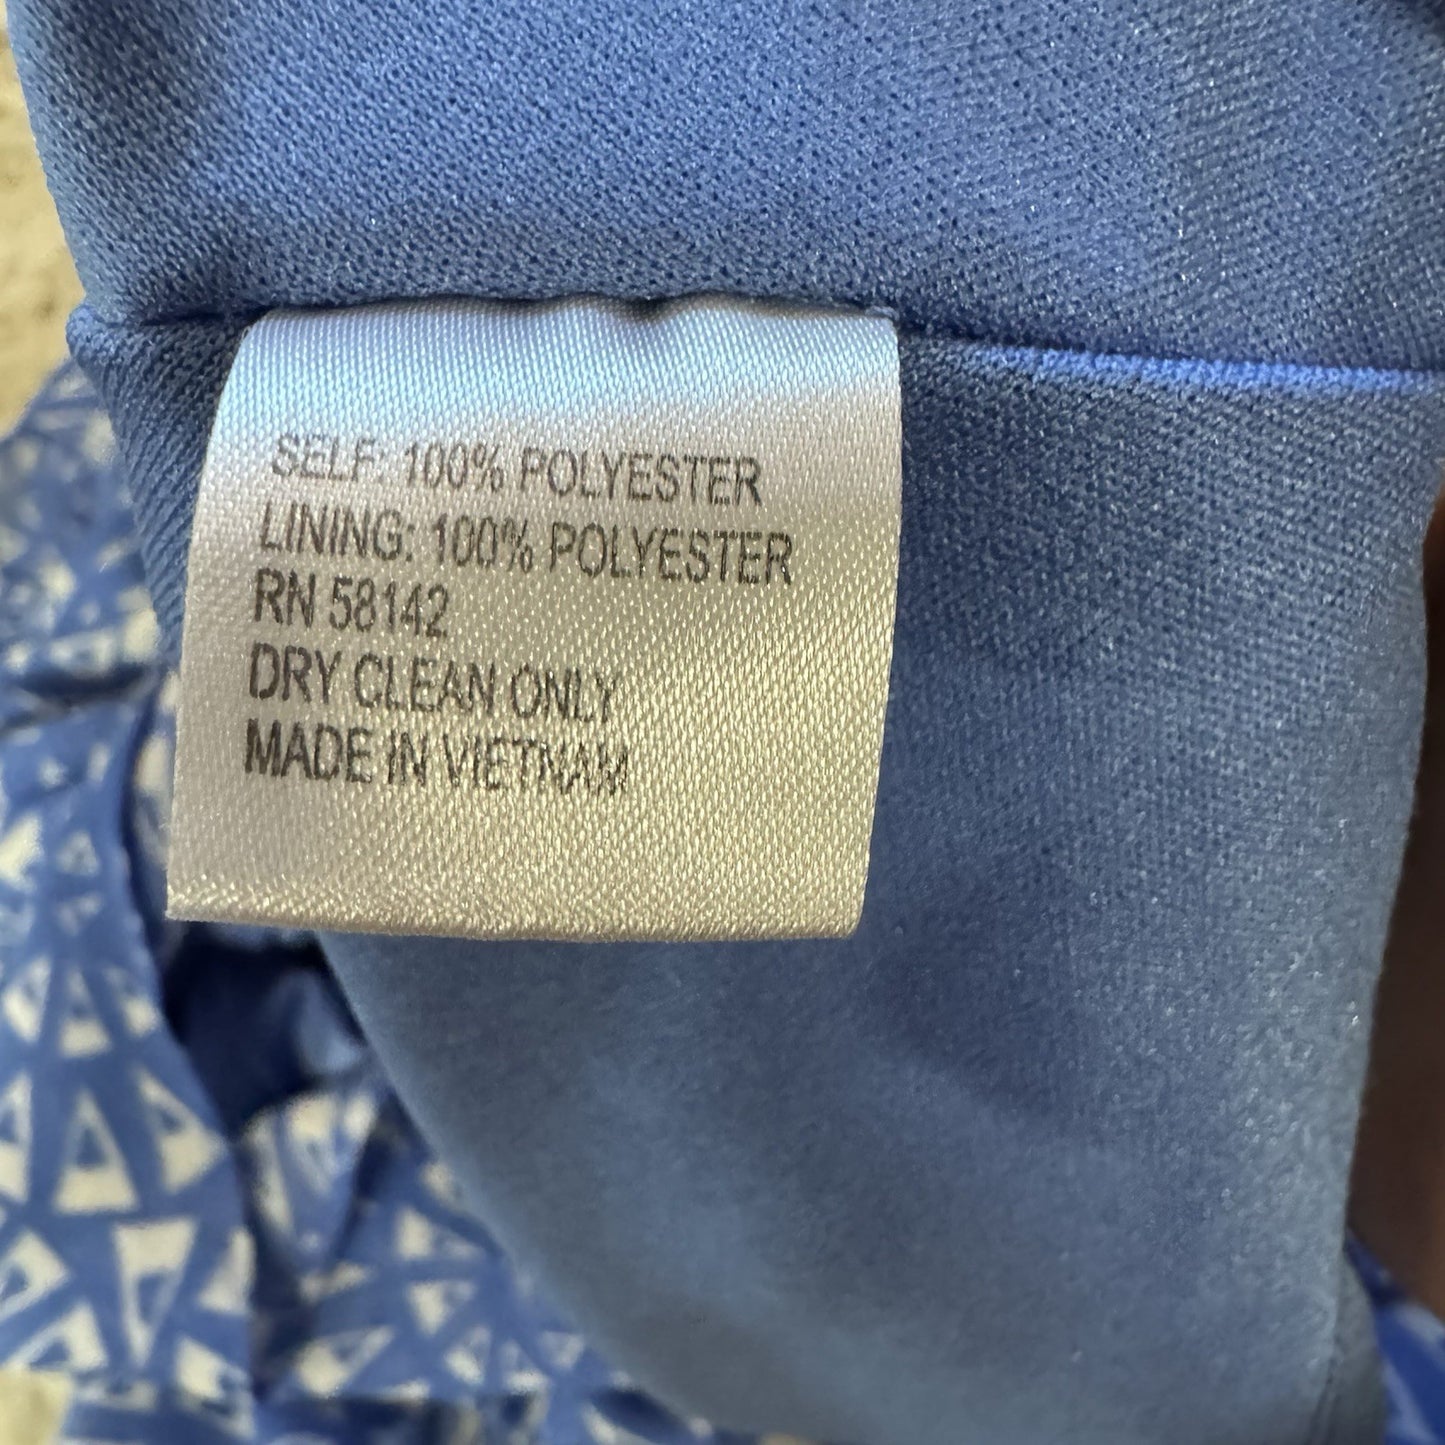 SELF: 100% POLYESTER
LINING: 100% POLYESTER
RN 58142
DRY CLEAN ONLY
MADE IN VIETNAM